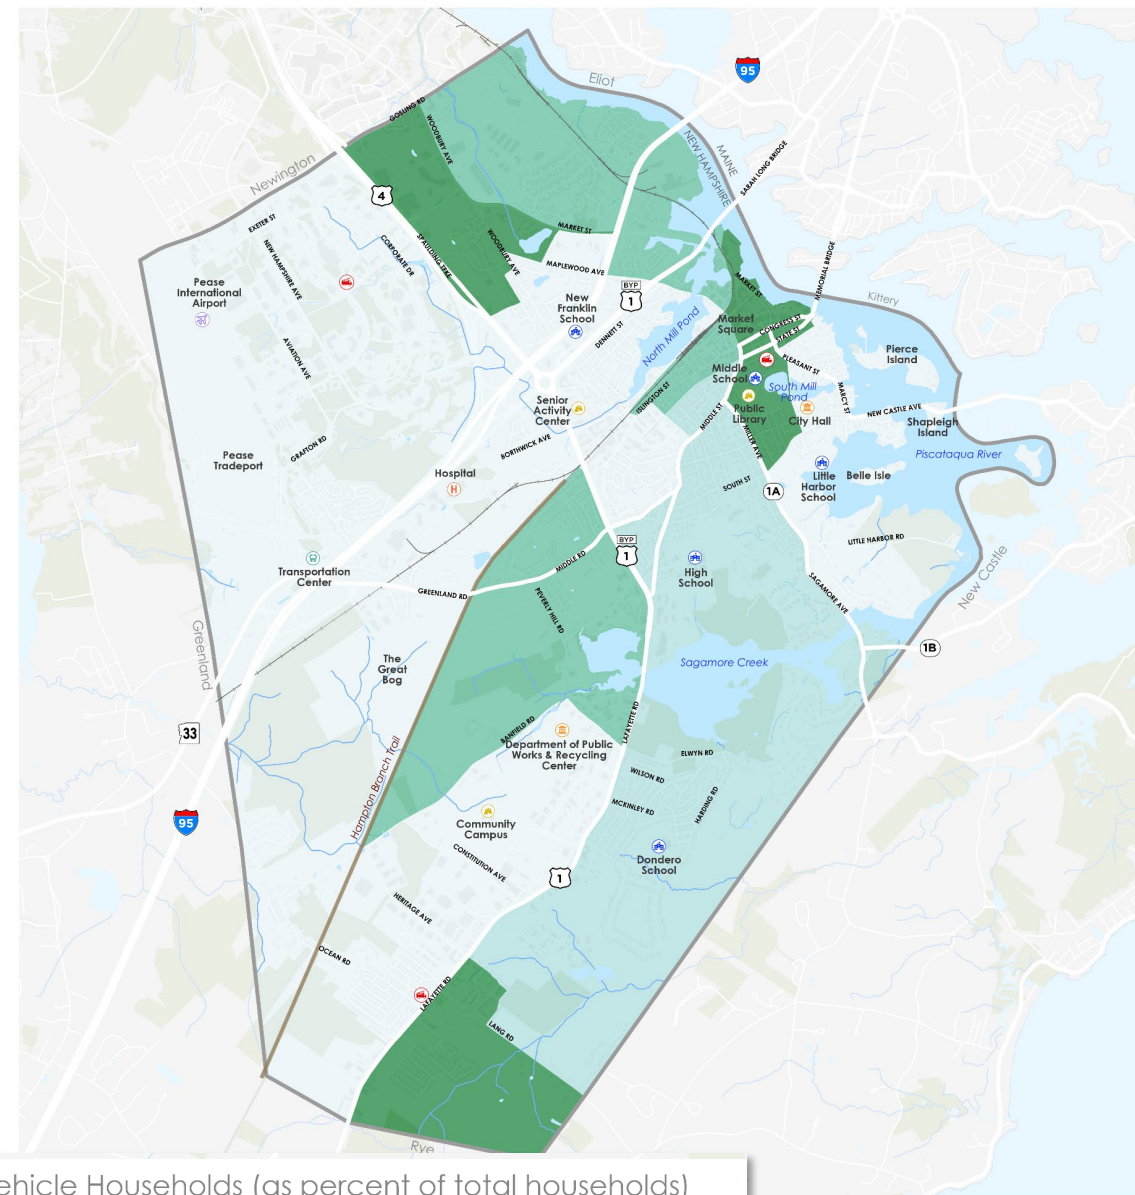 95
Eliot
GOSLING RD
WOODBURY AVE
MAINE
NEW HAMPSHIRE
SARAH LONG BRIDGE
Newington
4
EXETER ST
MARKET ST
NEW HAMPSHIRE AVE
CORPORATE DR
SPAULDING TPKE
WOODBURY AVE
MAPLEWOOD AVE
MEMORIAL BRIDGE
Pease
International
Airport
BYP
1
MARKET ST
Kittery
New
Franklin
School
DENNETT ST
North Mill Pond
Market
Square
CONGRESS ST
STATE ST
AVIATION AVE
Pierce
Island
PLEASANT ST
Middle
School
South Mill
Pond
ISLINGTON ST
MARCY ST
Senior
Activity
Center
MIDDLE ST
Public
Library
City Hall
NEW CASTLE AVE
Shapleigh
Island
GRAFTON RD
BORTHWICK AVE
MILLER AVE
Piscataqua River
Pease
Tradeport
Hospital
H
SOUTH ST
1A
Little
Harbor
School
Belle Isle
LITTLE HARBOR RD
BYP
1
MIDDLE RD
Transportation
Center
High
School
GREENLAND RD
PEVERLY HILL RD
SAGAMORE AVE
New Castle
Greenland
1B
The
Great
Bog
Sagamore Creek
33
BANFIELD RD
LAFAYETTE RD
Department of Public
Works & Recycling
Center
ELWYN RD
Hampton Branch Trail
WILSON RD
HARDING RD
MCKINLEY RD
95
Community
Campus
CONSTITUTION AVE
Dondero
School
1
HERITAGE AVE
OCEAN RD
LAFAYETTE RD
LANG RD
Rye
ehicle Households (as percent of total households)